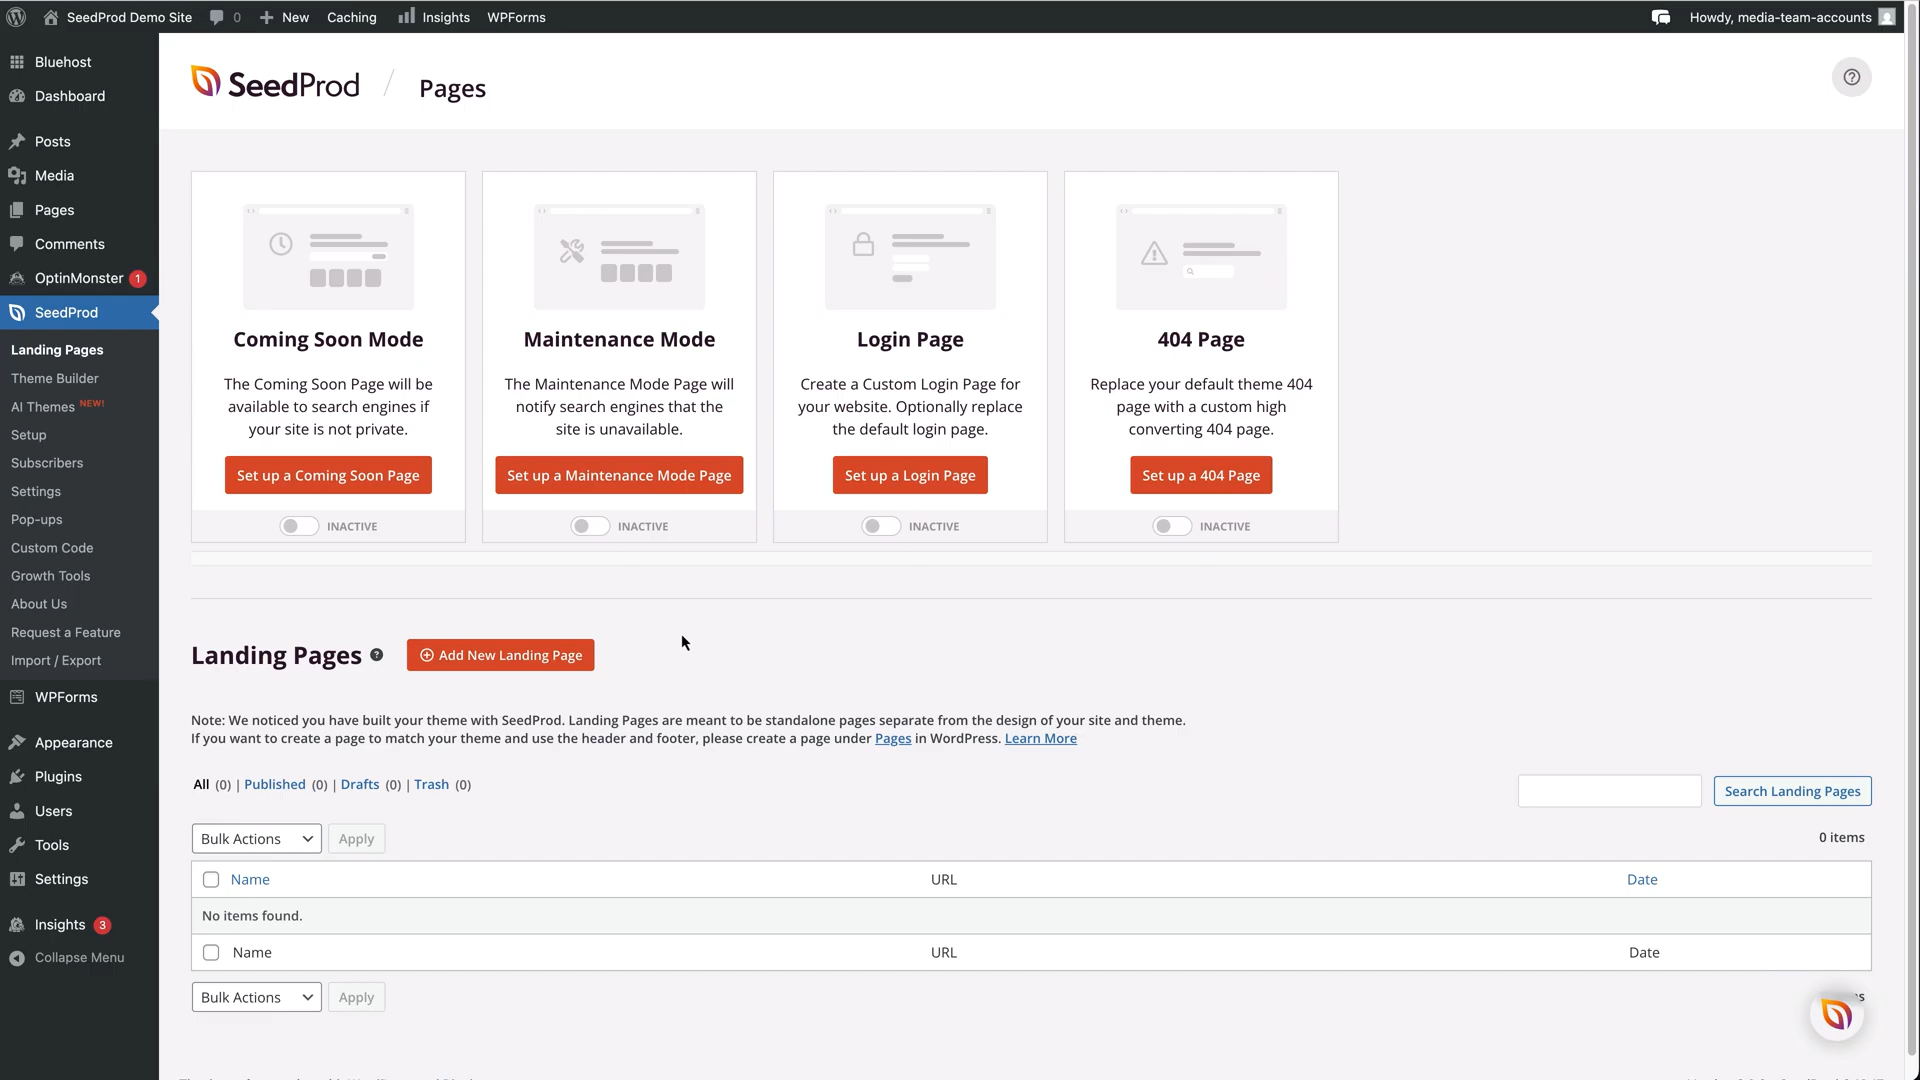 SeedProd Demo Site 0 New Caching Insights WPForms Howdy, media-team-accounts
Bluehost
Dashboard
Posts
Media
Pages
Comments
OptinMonster 1
SeedProd
Landing Pages
Theme Builder
AI Themes NEW!
Setup
Subscribers
Settings
Pop-ups
Custom Code
Growth Tools
About Us
Request a Feature
Import / Export
WPForms
Appearance
Plugins
Users
Tools
Settings
Insights 3
Collapse Menu
SeedProd / Pages
Coming Soon Mode
The Coming Soon Page will be
available to search engines if
your site is not private.
Set up a Coming Soon Page
INACTIVE
Maintenance Mode
The Maintenance Mode Page will
notify search engines that the
site is unavailable.
Set up a Maintenance Mode Page
INACTIVE
Login Page
Create a Custom Login Page for
your website. Optionally replace
the default login page.
Set up a Login Page
INACTIVE
404 Page
Replace your default theme 404
page with a custom high
converting 404 page.
Set up a 404 Page
INACTIVE
Landing Pages ? Add New Landing Page
Note: We noticed you have built your theme with SeedProd. Landing Pages are meant to be standalone pages separate from the design of your site and theme.
If you want to create a page to match your theme and use the header and footer, please create a page under Pages in WordPress. Learn More
All (0) | Published (0) | Drafts (0) | Trash (0)
Search Landing Pages
Bulk Actions Apply 0 items
Name URL Date
No items found.
Name URL Date
Bulk Actions Apply